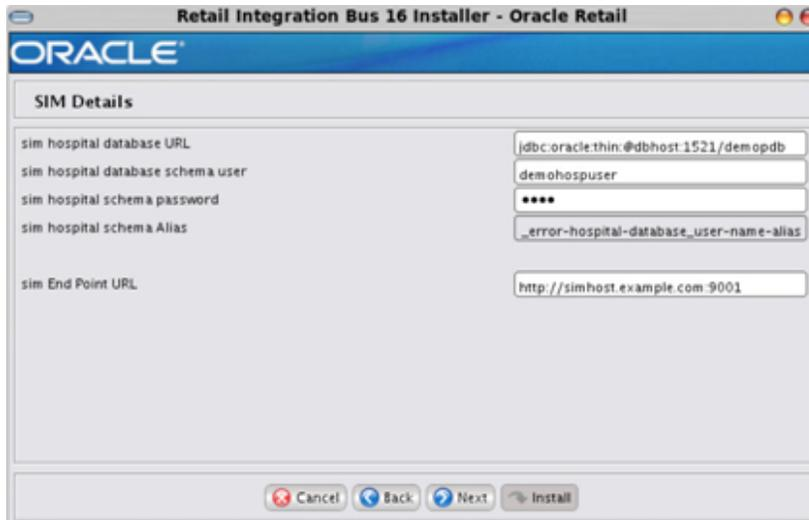 Retail Integration Bus 16 Installer - Oracle Retail
ORACLE
SIM Details
sim hospital database URL jdbc:oracle:thin:@dbhost:1521/demopdb
sim hospital database schema user demohospuser
sim hospital schema password ••••
sim hospital schema Alias _error-hospital-database_user-name-alias
sim End Point URL http://simhost.example.com:9001
Cancel Back Next Install